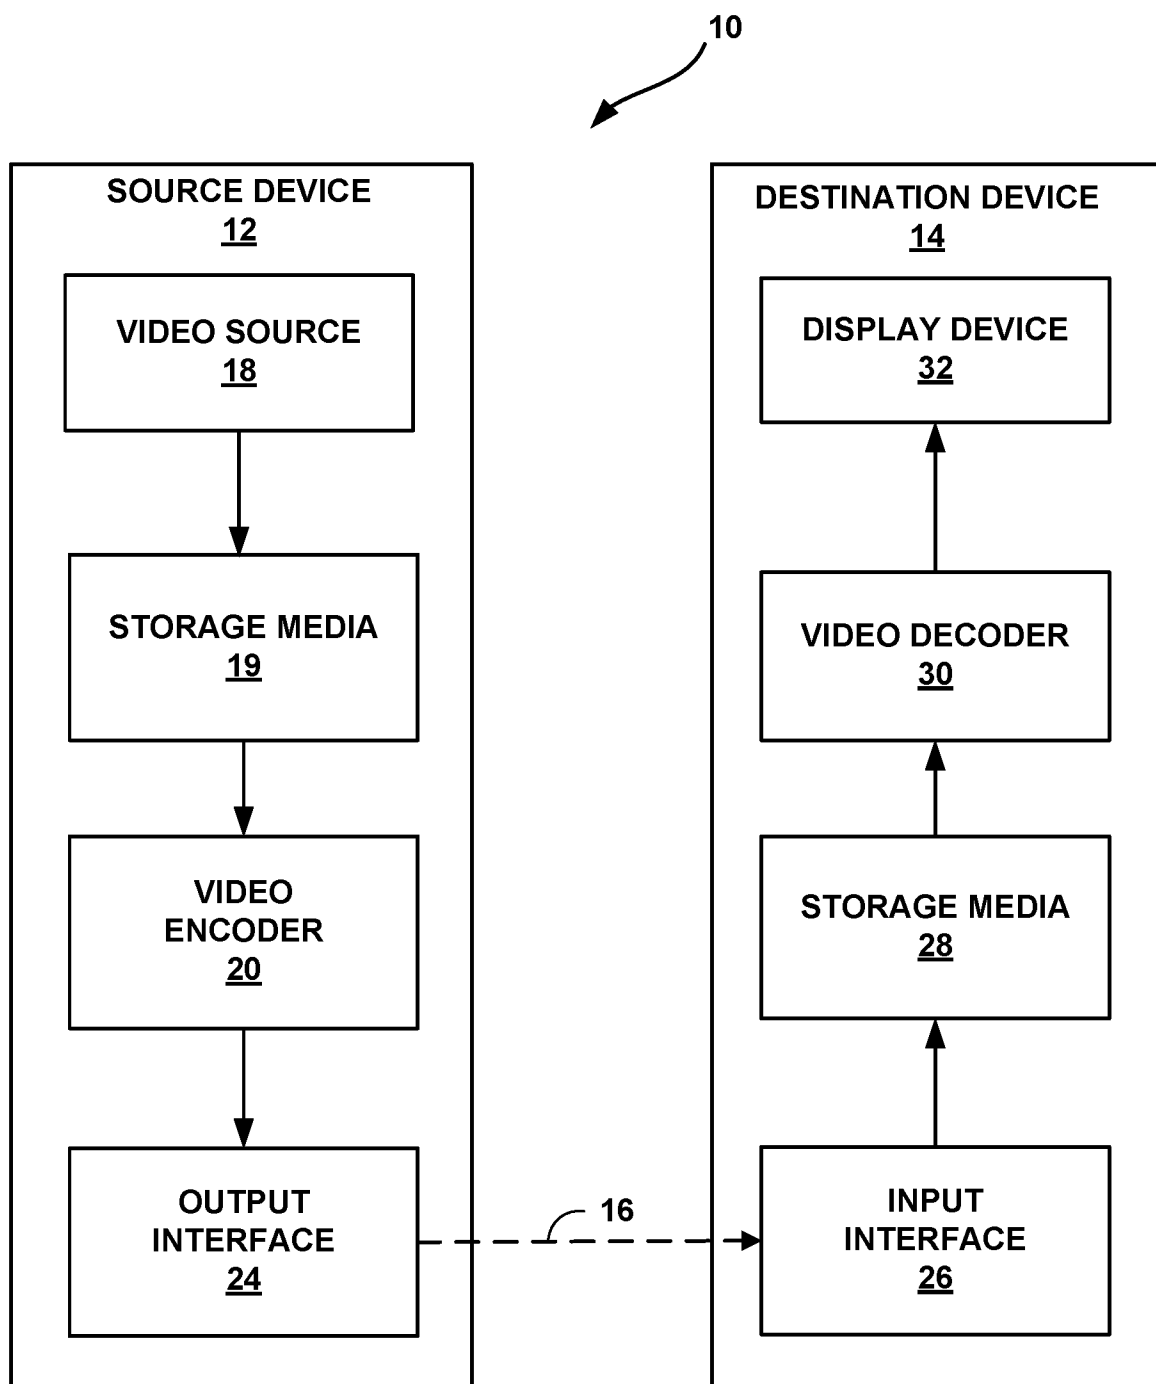 10
SOURCE DEVICE
12
VIDEO SOURCE
18
STORAGE MEDIA
19
VIDEO
ENCODER
20
OUTPUT
INTERFACE
24
16
DESTINATION DEVICE
14
DISPLAY DEVICE
32
VIDEO DECODER
30
STORAGE MEDIA
28
INPUT
INTERFACE
26